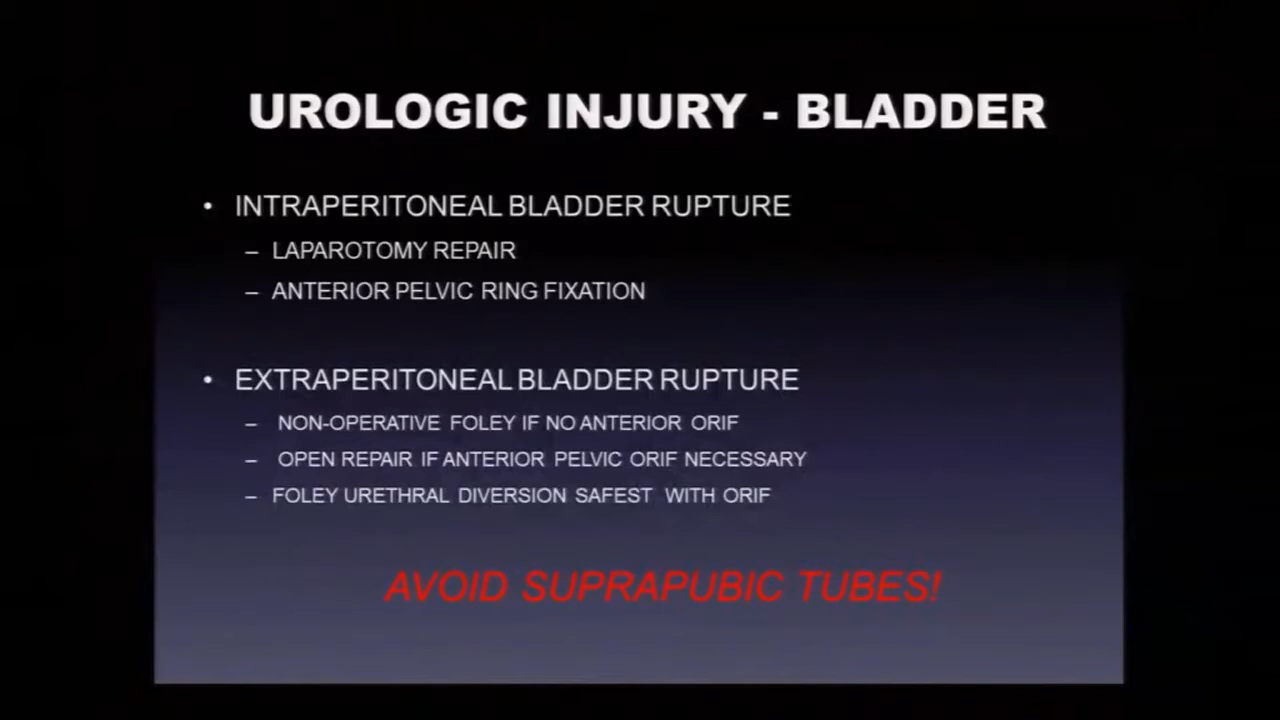 UROLOGIC INJURY - BLADDER
• INTRAPERITONEAL BLADDER RUPTURE
– LAPAROTOMY REPAIR
– ANTERIOR PELVIC RING FIXATION
• EXTRAPERITONEAL BLADDER RUPTURE
– NON-OPERATIVE FOLEY IF NO ANTERIOR ORIF
– OPEN REPAIR IF ANTERIOR PELVIC ORIF NECESSARY
– FOLEY URETHRAL DIVERSION SAFEST WITH ORIF
AVOID SUPRAPUBIC TUBES!